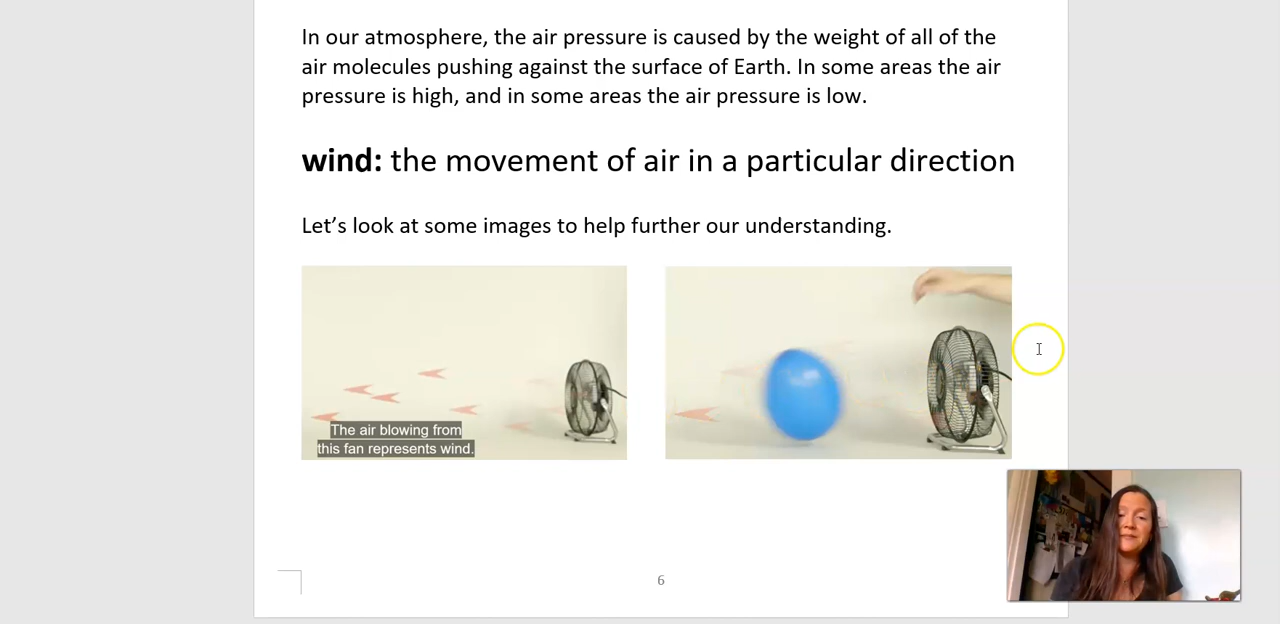 In our atmosphere, the air pressure is caused by the weight of all of the
air molecules pushing against the surface of Earth. In some areas the air
pressure is high, and in some areas the air pressure is low.
wind: the movement of air in a particular direction
Let’s look at some images to help further our understanding.
The air blowing from
this fan represents wind.
6